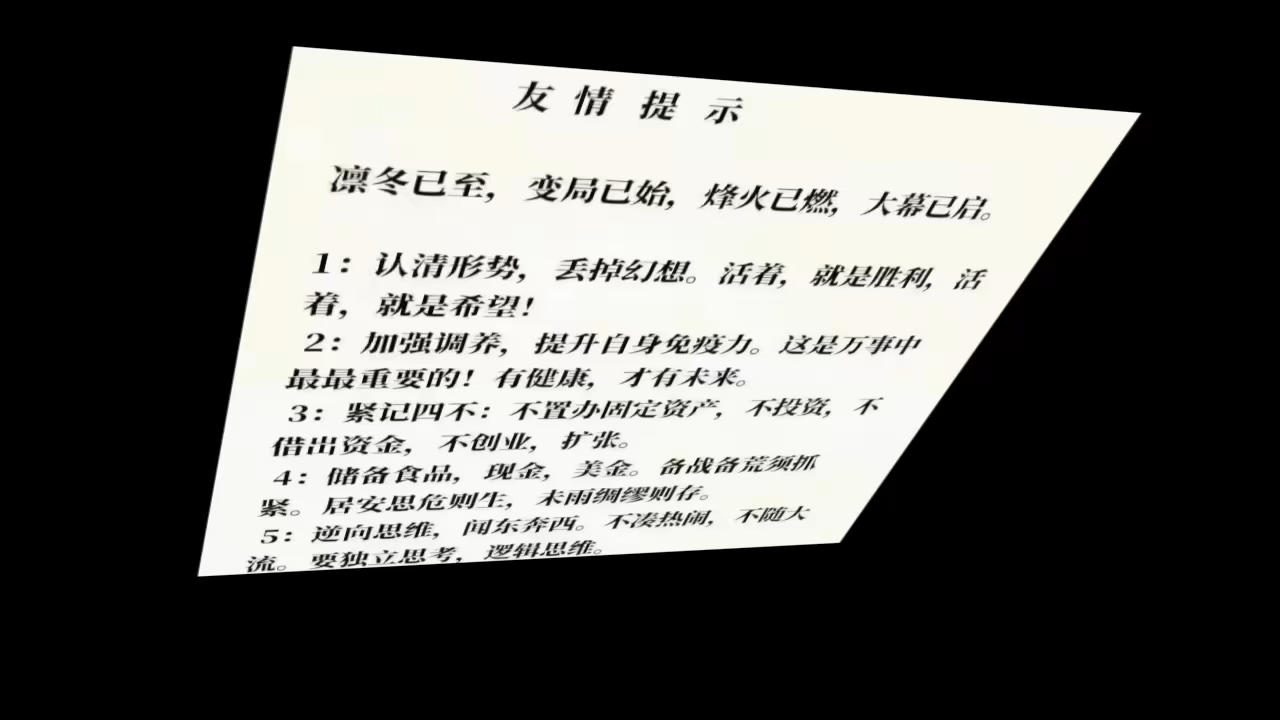 友情提示
凛冬已至，变局已始，烽火已燃，大幕已启。
1：认清形势，丢掉幻想。活着，就是胜利，活
着，就是希望！
2：加强调养，提升自身免疫力。这是万事中
最最重要的！有健康，才有未来。
3：紧记四不：不置办固定资产，不投资，不
借出资金，不创业，扩张。
4：储备食品，现金，美金。备战备荒须抓
紧。居安思危则生，未雨绸缪则存。
5：逆向思维，闻东奔西。不凑热闹，不随大
流。要独立思考，逻辑思维。